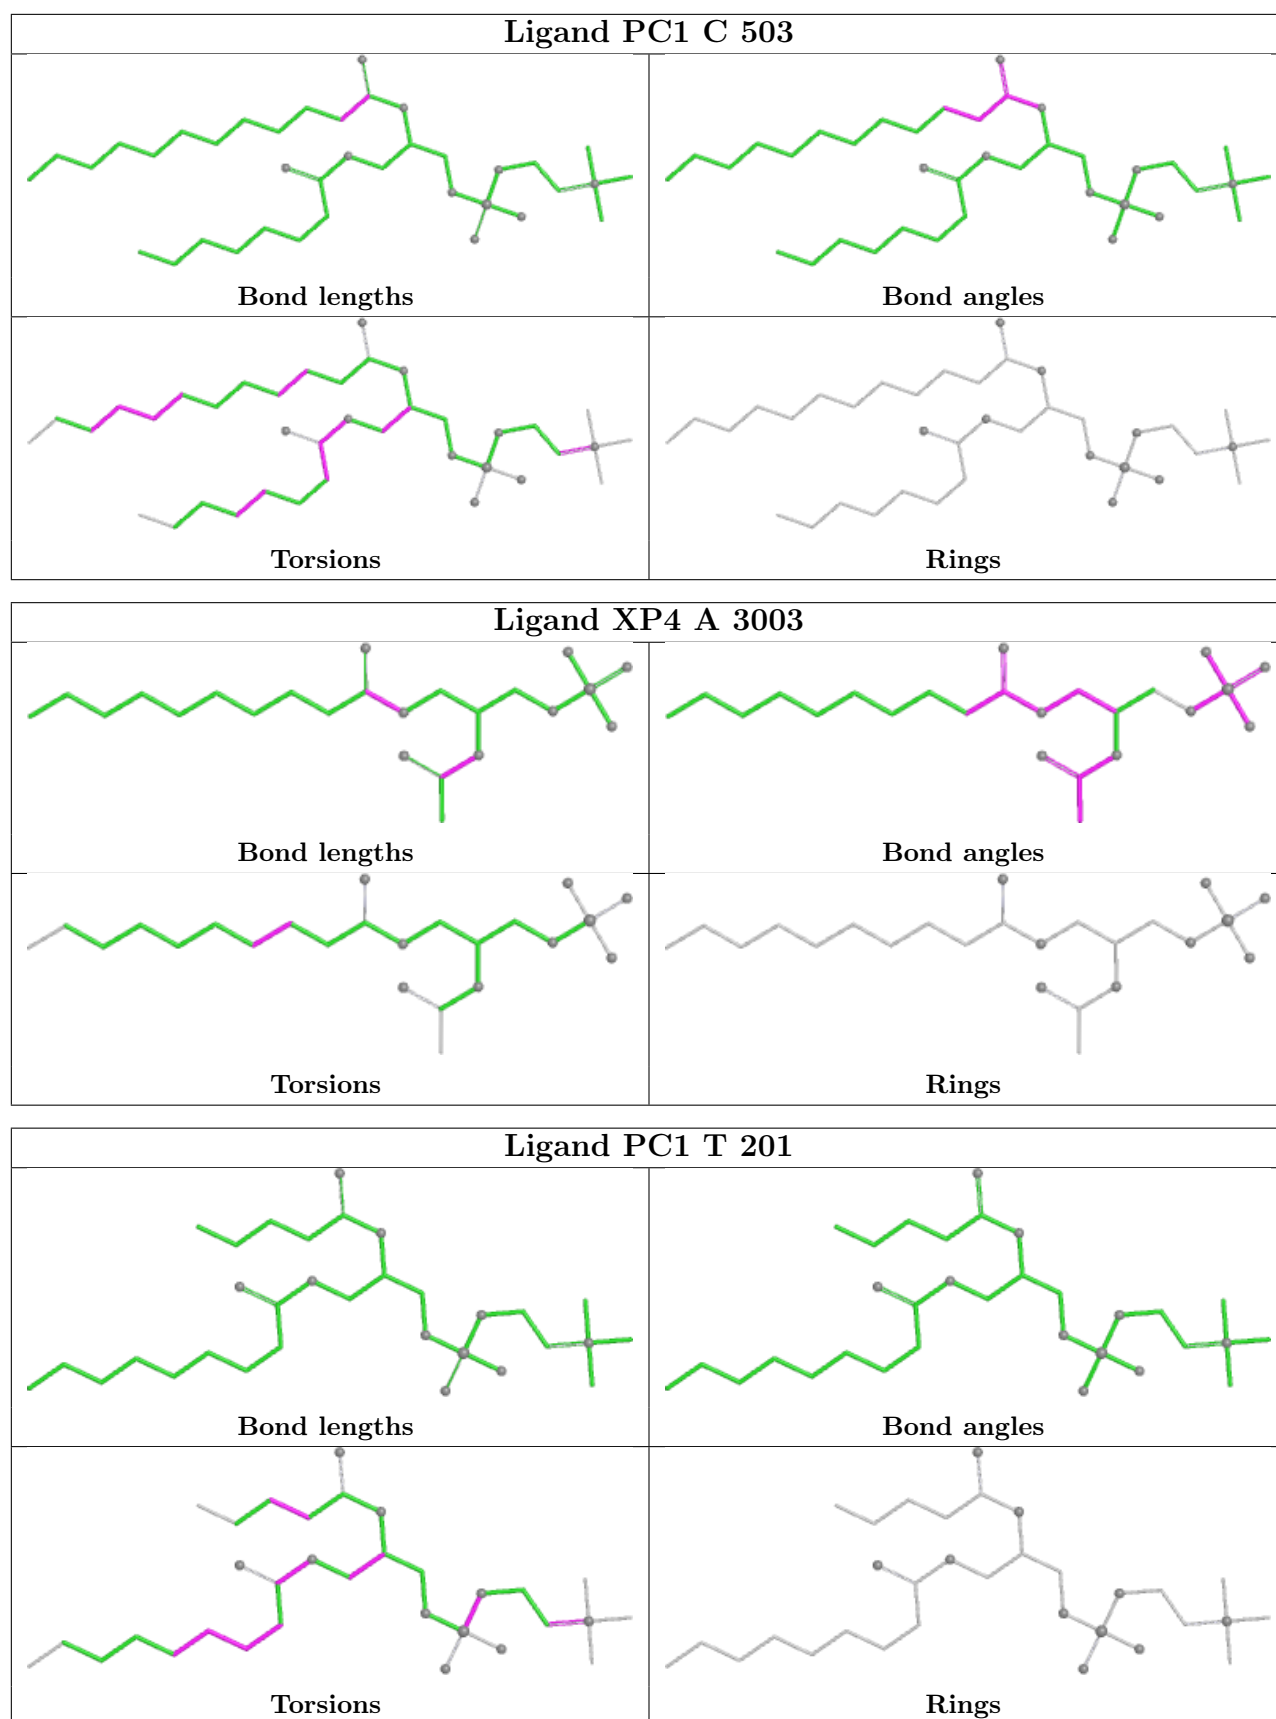 Ligand PC1 C 503
Bond lengths
Bond angles
Torsions
Rings
Ligand XP4 A 3003
Bond lengths
Bond angles
Torsions
Rings
Ligand PC1 T 201
Bond lengths
Bond angles
Torsions
Rings